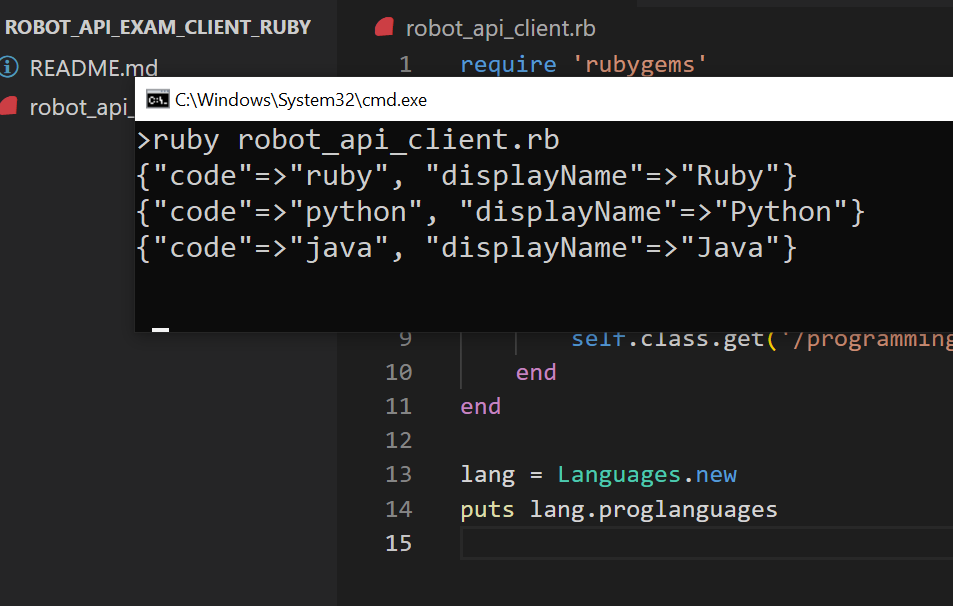 ROBOT_API_EXAM_CLIENT_RUBY
README.md
robot_api_
robot_api_client.rb
1 require 'rubygems'
C:\Windows\System32\cmd.exe
>ruby robot_api_client.rb
{"code"=>"ruby", "displayName"=>"Ruby"}
{"code"=>"python", "displayName"=>"Python"}
{"code"=>"java", "displayName"=>"Java"}
9 self.class.get('/programming
10 end
11 end
12
13 lang = Languages.new
14 puts lang.proglanguages
15